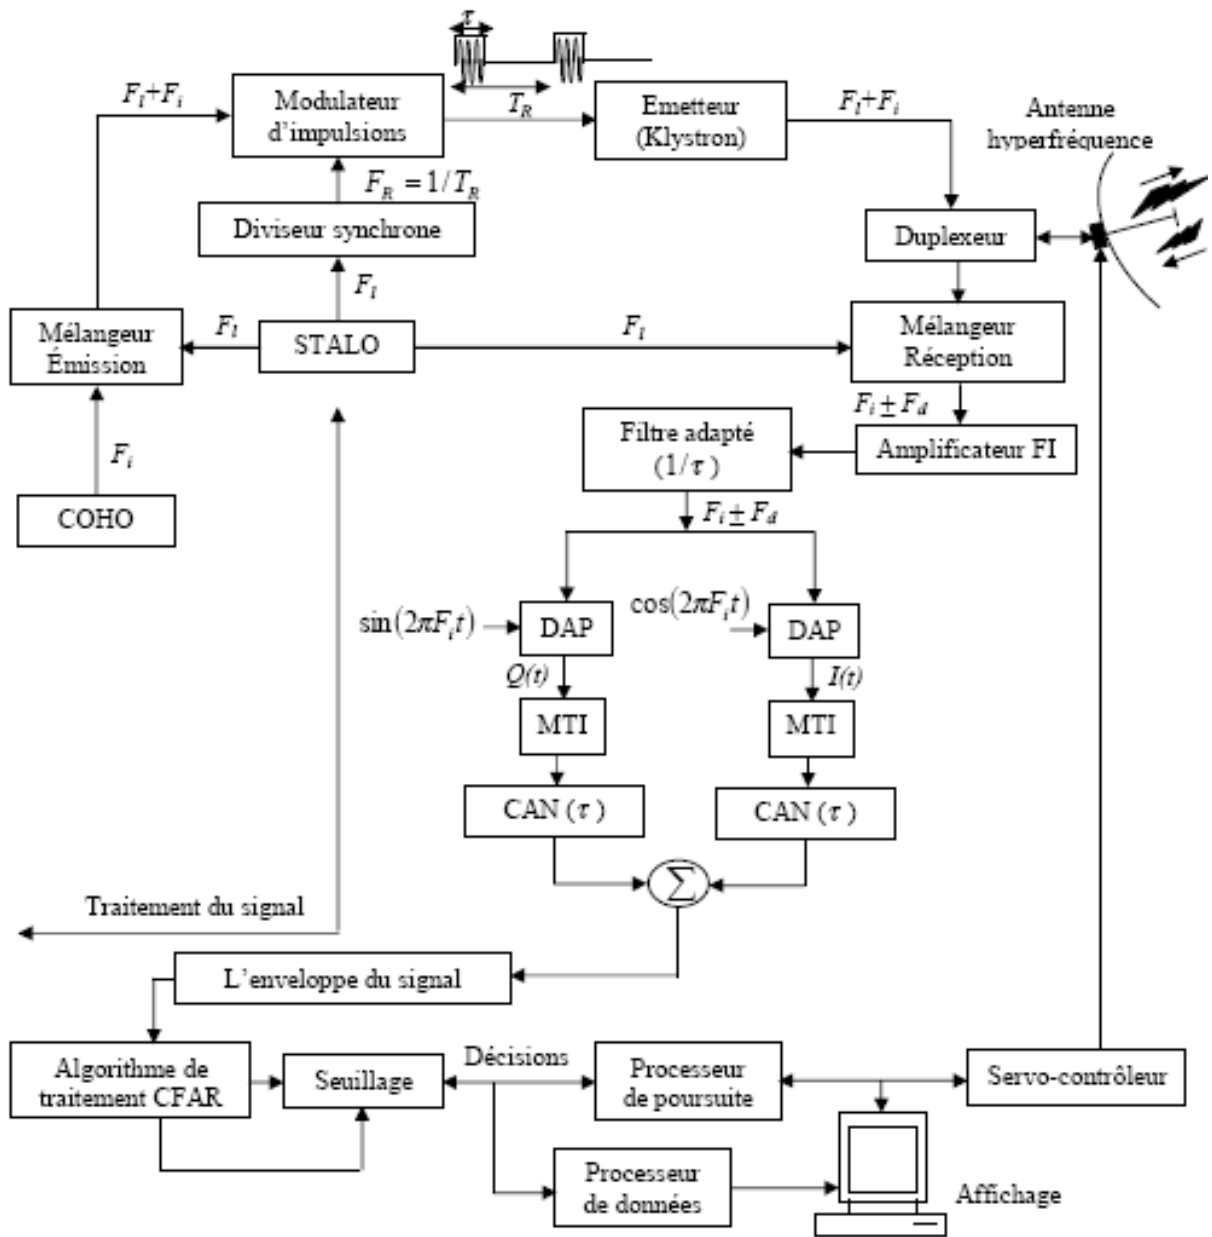 τ
F_l+F_i
Modulateur
d'impulsions
T_R
Emetteur
(Klystron)
F_l+F_i
Antenne
hyperfréquence
F_R = 1/T_R
Diviseur synchrone
Duplexeur
F_l
Mélangeur
Émission
F_l
STALO
F_l
Mélangeur
Réception
F_i ± F_d
Filtre adapté
(1/τ)
Amplificateur FI
F_i
COHO
F_i ± F_d
sin(2πF_it)
DAP
cos(2πF_it)
DAP
Q(t)
I(t)
MTI
MTI
CAN (τ)
CAN (τ)
Σ
Traitement du signal
L'enveloppe du signal
Algorithme de
traitement CFAR
Seuillage
Décisions
Processeur
de poursuite
Servo-contrôleur
Processeur
de données
Affichage